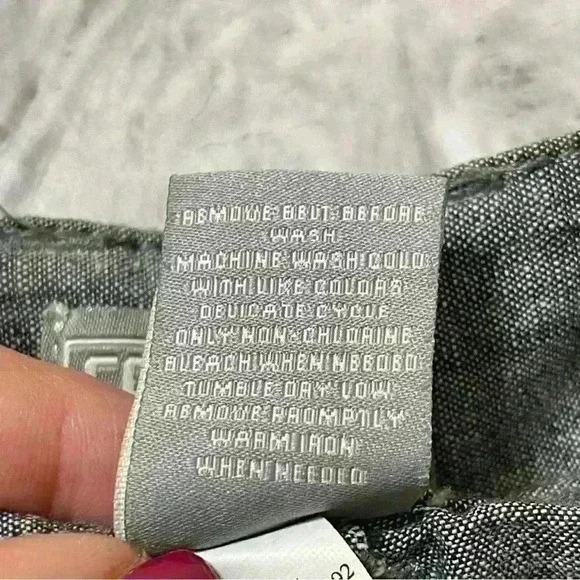 REMOVE BELT BEFORE
WASH
MACHINE WASH COLD
WITH LIKE COLORS
DELICATE CYCLE
ONLY NON-CHLORINE
BLEACH WHEN NEEDED
TUMBLE DRY LOW
REMOVE PROMPTLY
WARM IRON
WHEN NEEDED
92